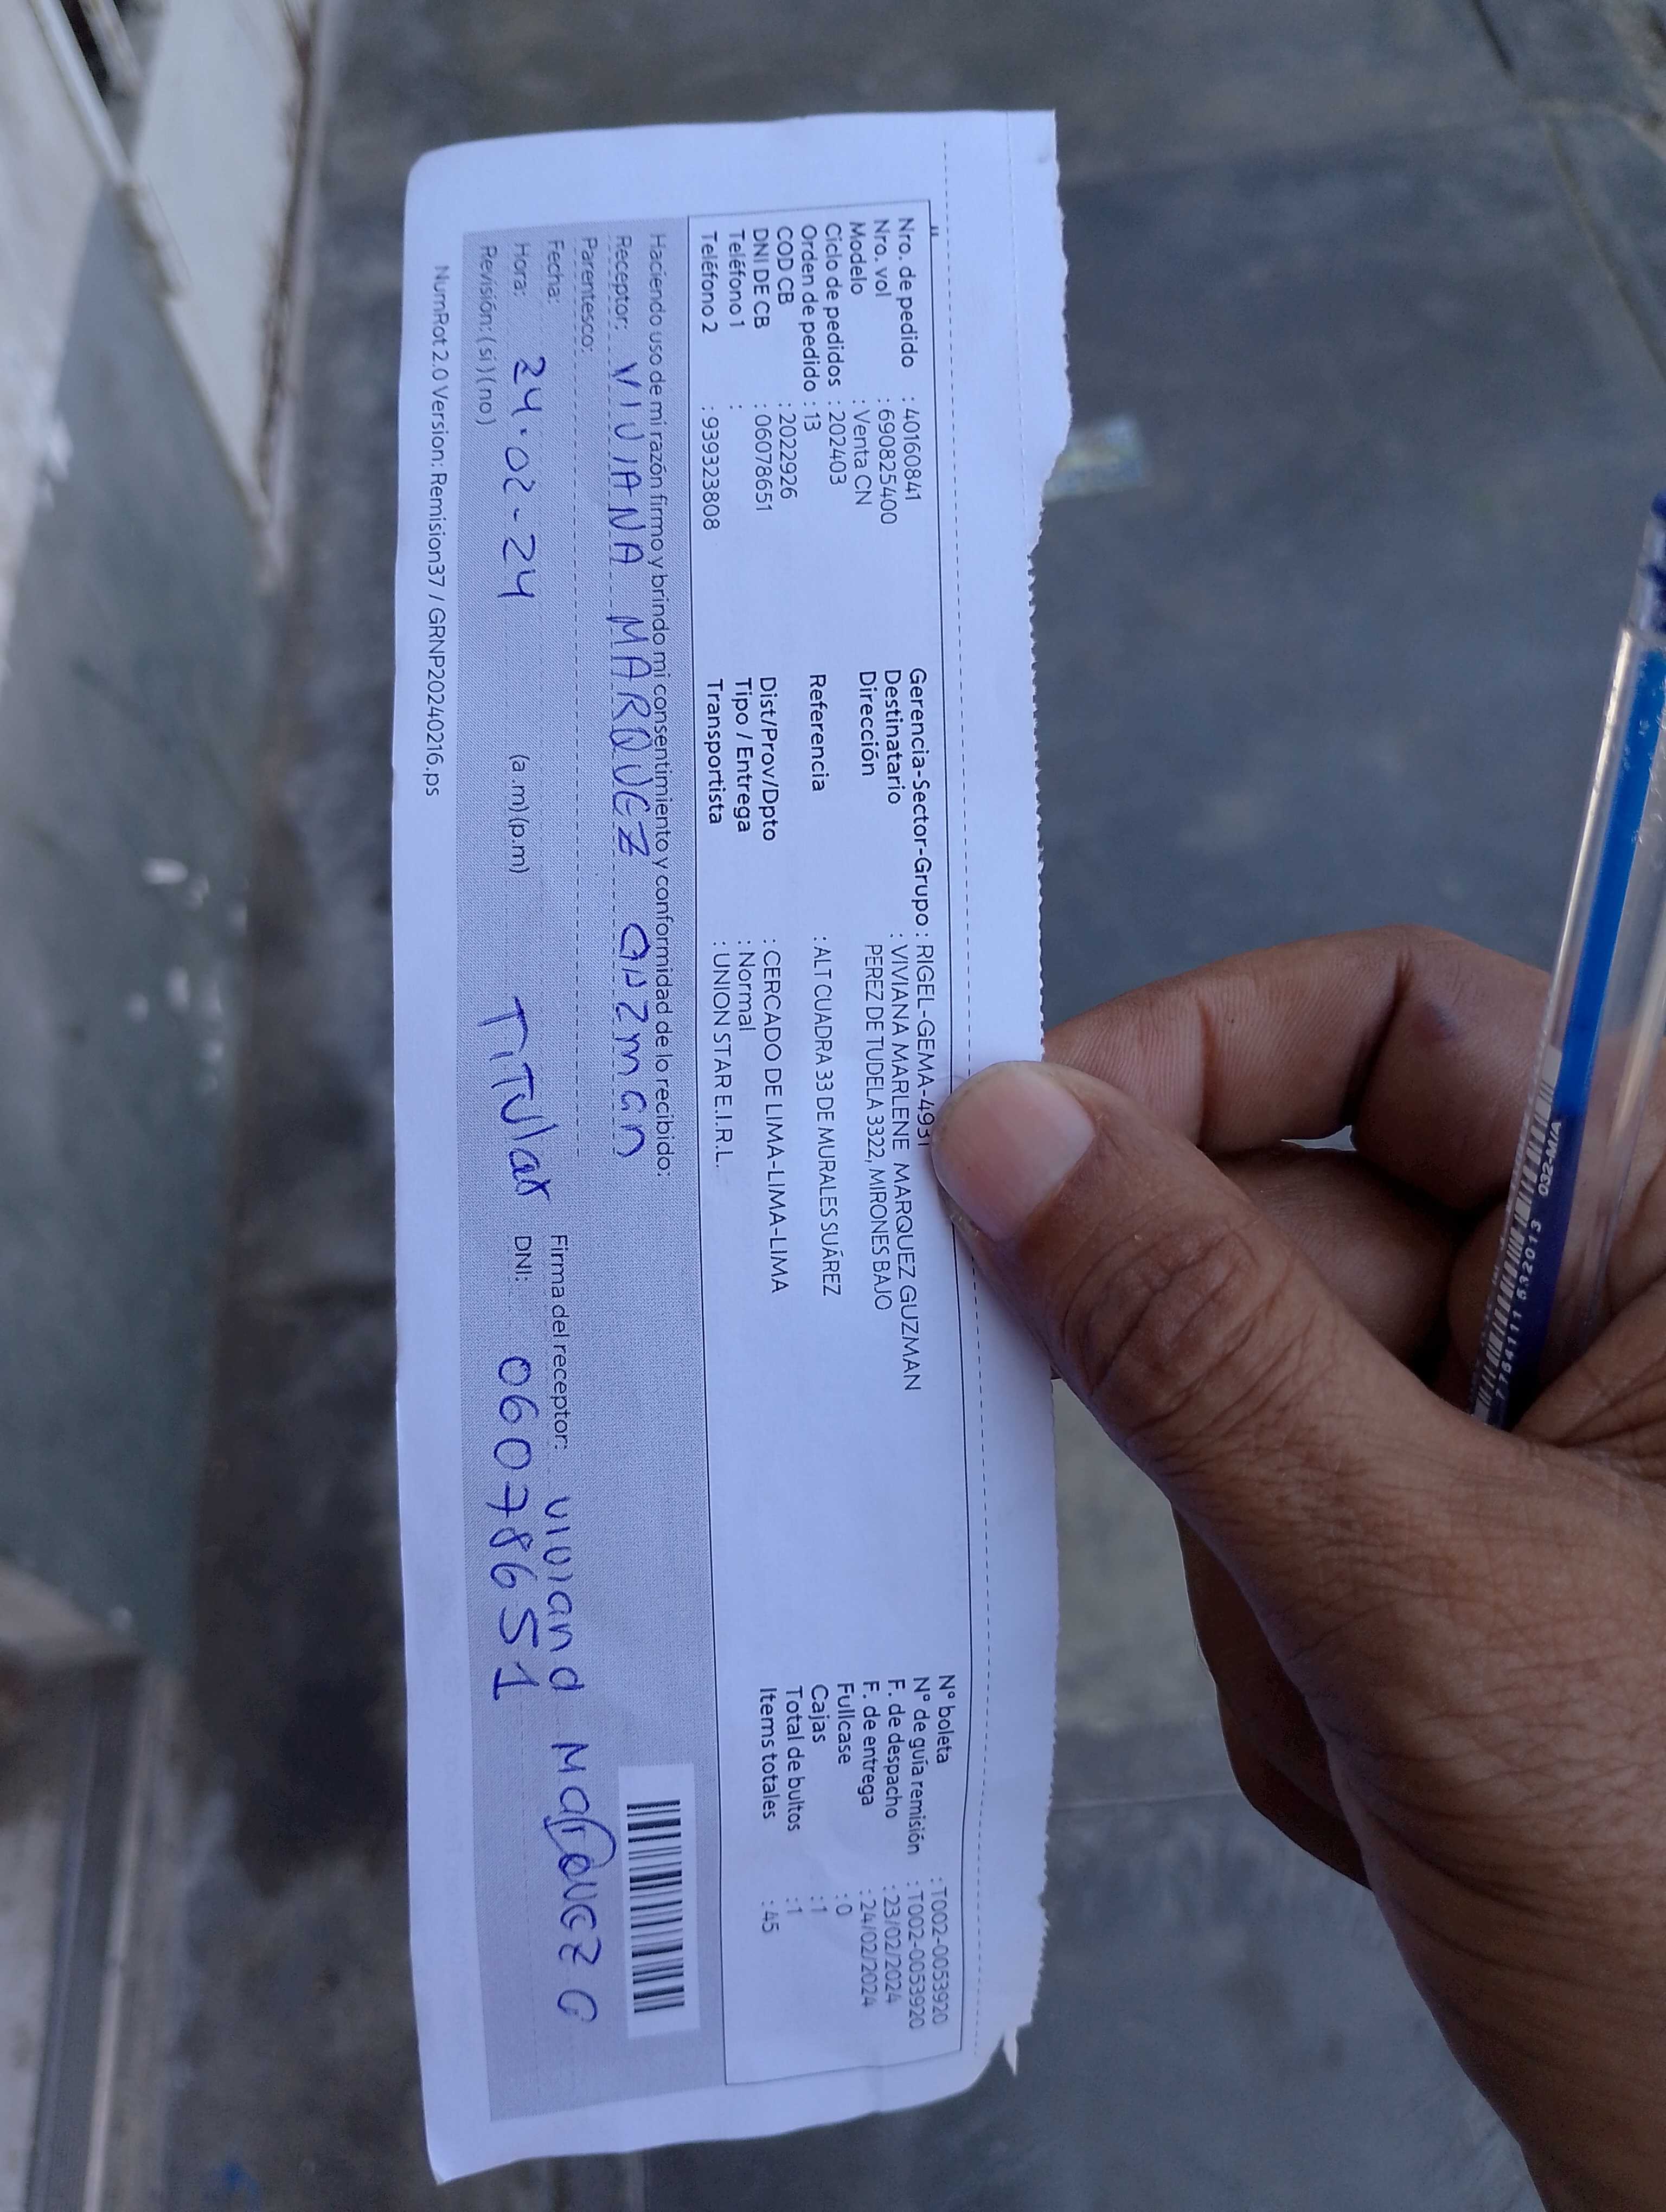 Nro. de pedido : 40160841
Nro. vol : 690825400
Modelo : Venta CN
Ciclo de pedidos : 202403
Orden de pedido : 13
COD CB : 2022926
DNI DE CB : 06078651
Teléfono 1 :
Teléfono 2 : 939323808
Gerencia-Sector-Grupo : RIGEL-GEMA-4931
Destinatario : VIVIANA MARLENE MARQUEZ GUZMAN
Dirección PEREZ DE TUDELA 3322, MIRONES BAJO
Referencia : ALT CUADRA 33 DE MURALES SUÁREZ
Dist/Prov/Dpto : CERCADO DE LIMA-LIMA-LIMA
Tipo / Entrega : Normal
Transportista : UNION STAR E.I.R.L.
N° boleta : T002-0053920
N° de guía remisión : T002-0053920
F. de despacho : 23/02/2024
F. de entrega : 24/02/2024
Fullcase : 0
Cajas : 1
Total de bultos : 1
Items totales : 45
Haciendo uso de mi razón firmo y brindo mi consentimiento y conformidad de lo recibido:
Receptor: VIVIANA MARQUEZ GUZMAN
Parentesco:
Fecha:
Firma del receptor: Viviana Marquez G
Hora: 24.02-24 (a.m)(p.m) Titular DNI: 06078651
Revisión: (si) (no)
NumRot 2.0 Version: Remision37 / GRNP20240216.ps